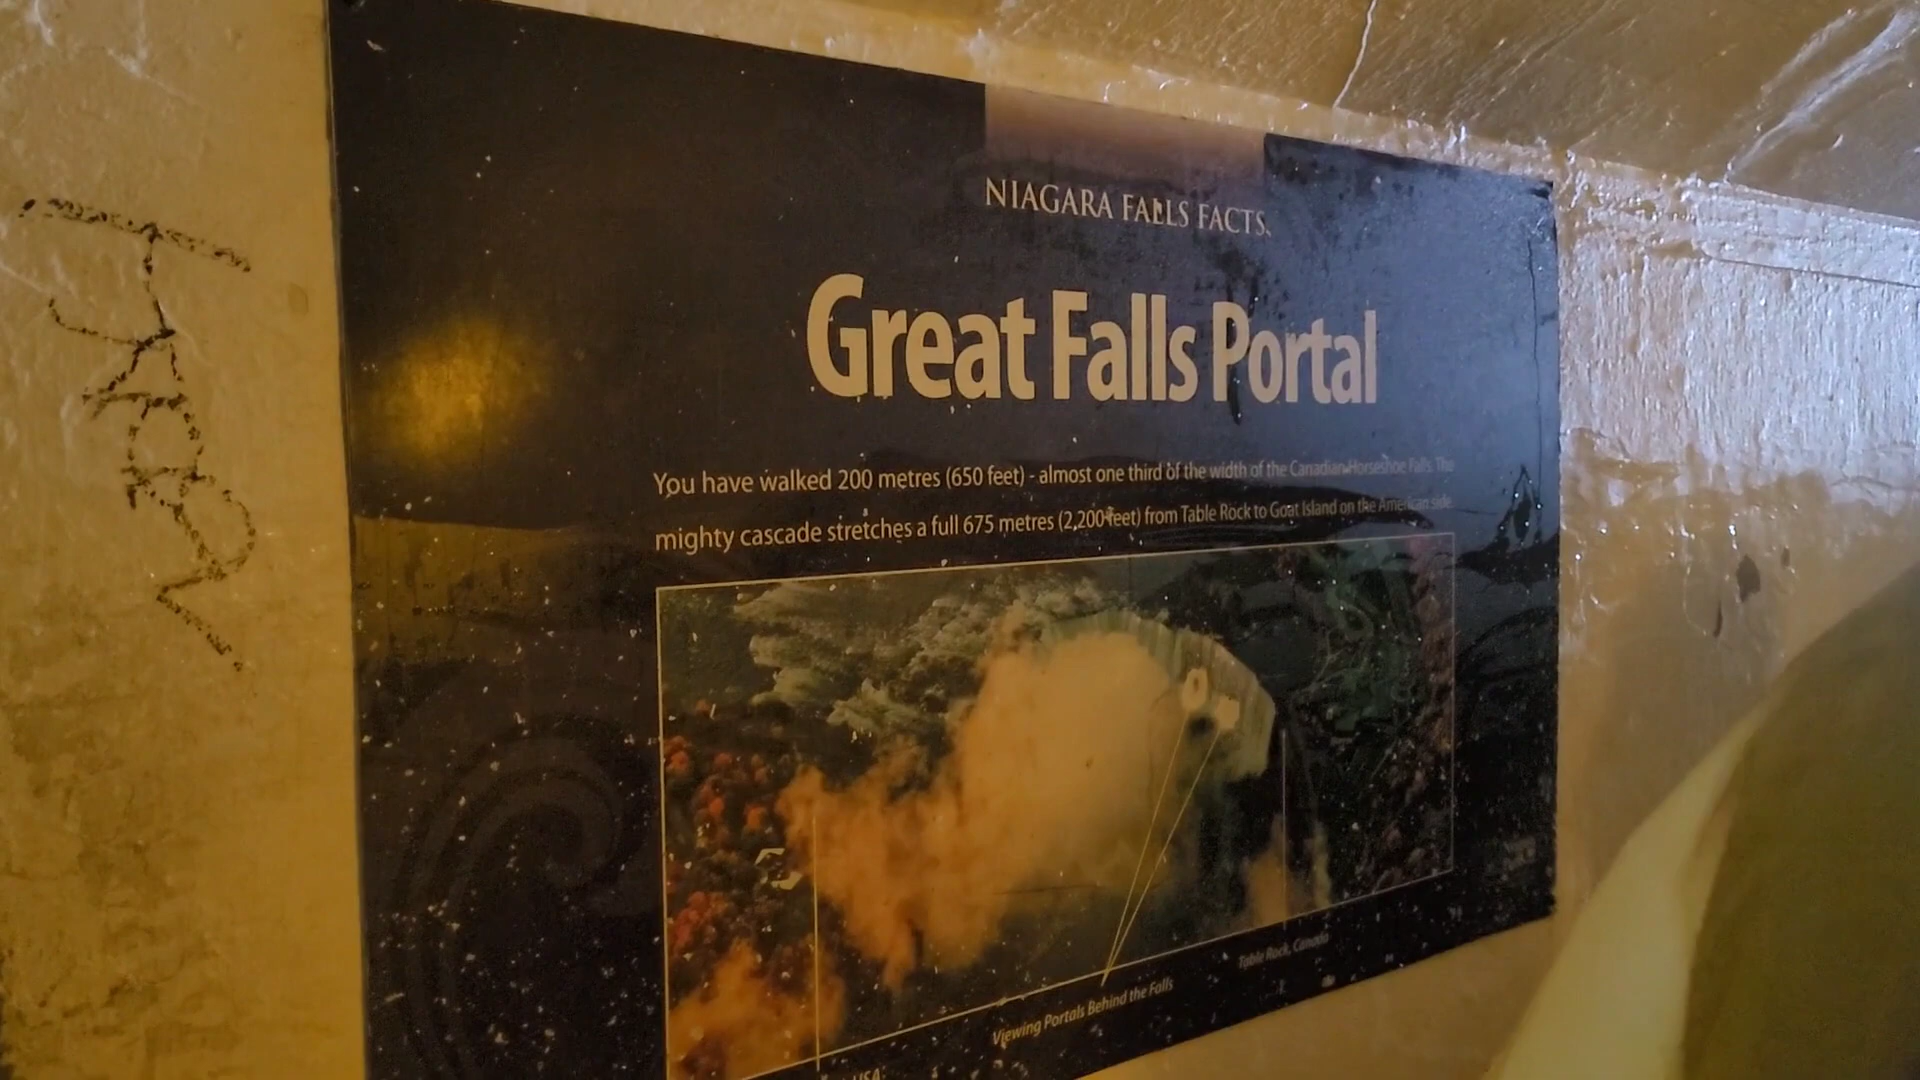 NIAGARA FALLS FACTS
Great Falls Portal
You have walked 200 metres (650 feet) - almost one third of the width of the Canadian Horseshoe Falls. The
mighty cascade stretches a full 675 metres (2,200 feet) from Table Rock to Goat Island on the American side
Table Rock, Canada
Viewing Portals Behind the Falls
USA